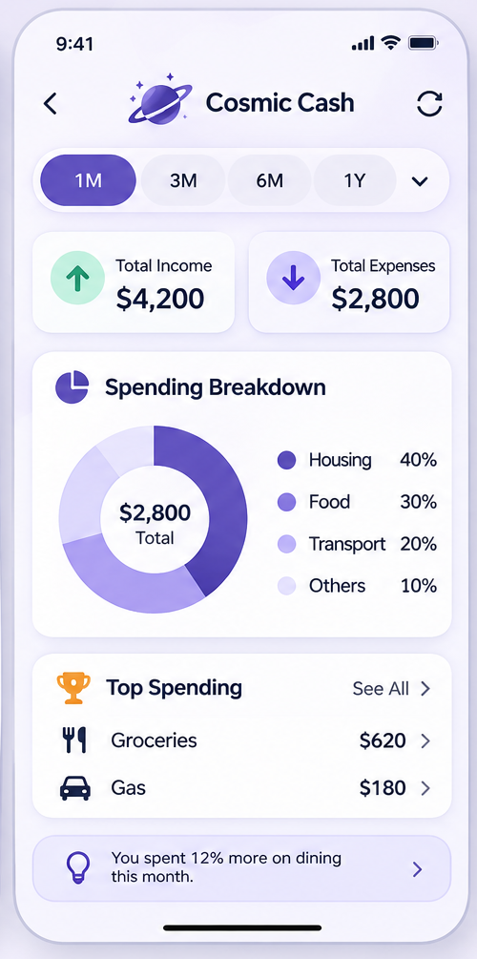 9:41
Cosmic Cash
1M 3M 6M 1Y
Total Income
$4,200
Total Expenses
$2,800
Spending Breakdown
$2,800
Total
Housing 40%
Food 30%
Transport 20%
Others 10%
Top Spending
See All
Groceries $620
Gas $180
You spent 12% more on dining
this month.